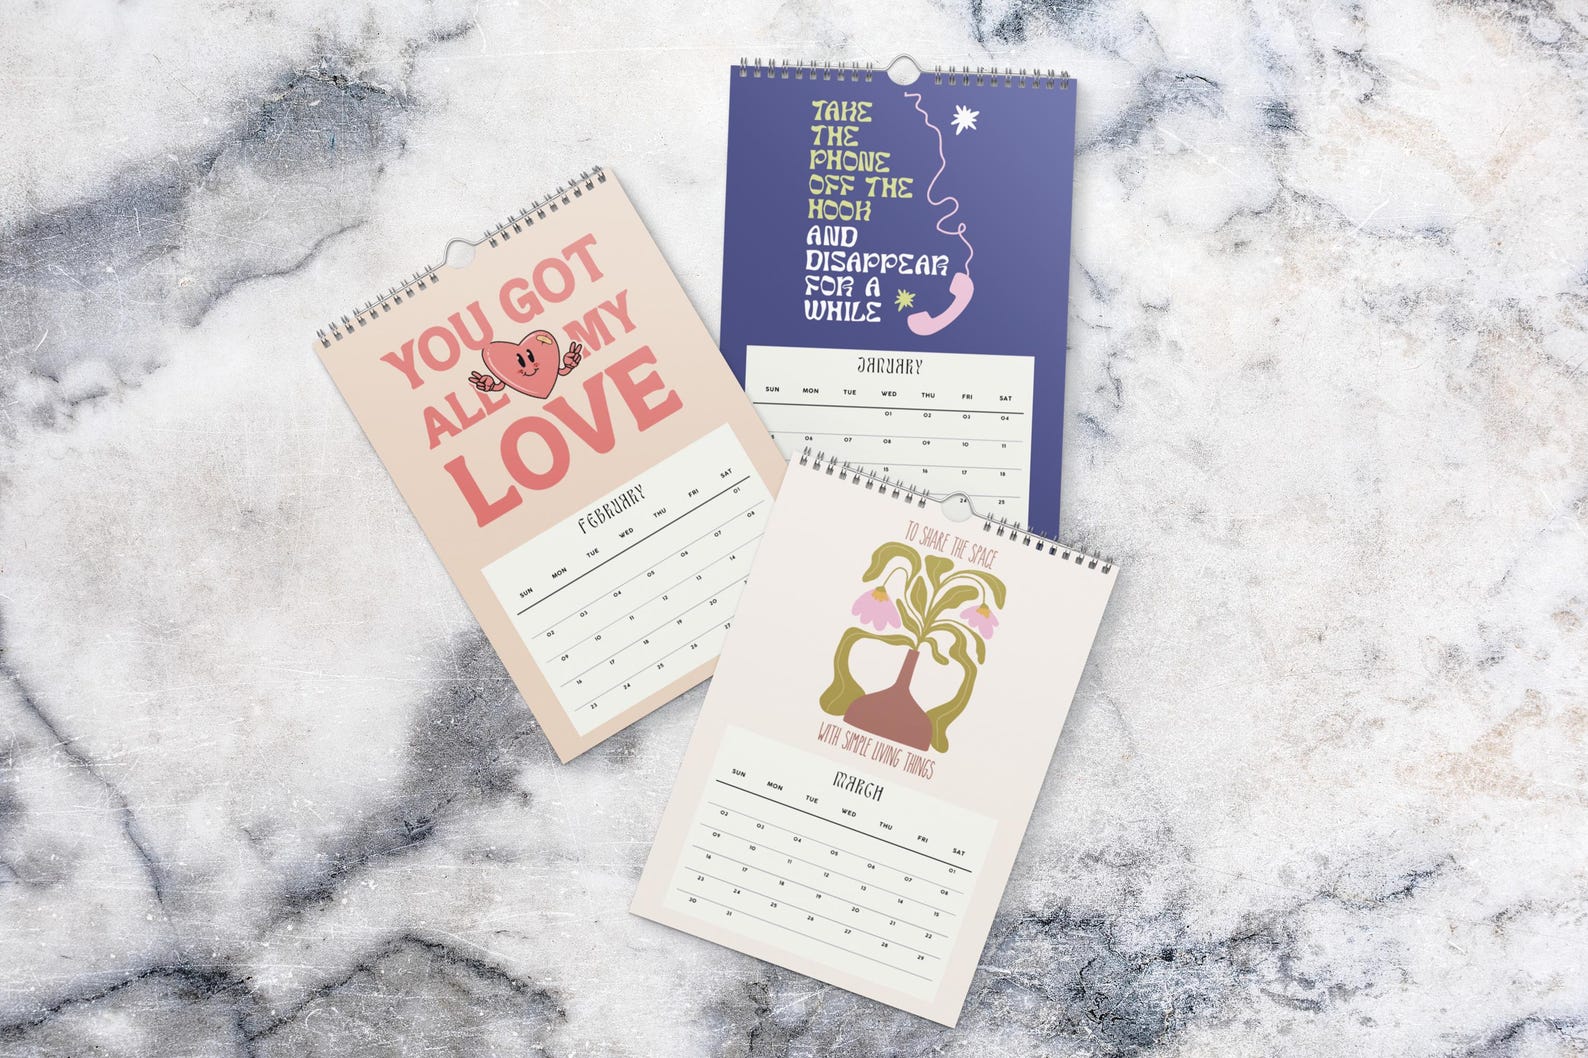 TAKE
THE
PHONE
OFF THE
HOOK
AND
DISAPPEAR
FOR A
WHILE
JANUARY
SUN MON TUE WED THU FRI SAT
01 02 03 04
06 07 08 09 10 11
15 16 17 18
24 25
YOU GOT
ALL MY
LOVE
FEBRUARY
SUN MON TUE WED THU FRI SAT
01
02 03 04 05 06 07 08
09 10 11 12 13 14
16 17 18 19 20
23 24 25 26 27
TO SHARE THE SPACE
WITH SIMPLE LIVING THINGS
MARCH
SUN MON TUE WED THU FRI SAT
01
02 03 04 05 06 07 08
09 10 11 12 13 14 15
16 17 18 19 20 21 22
23 24 25 26 27 28 29
30 31